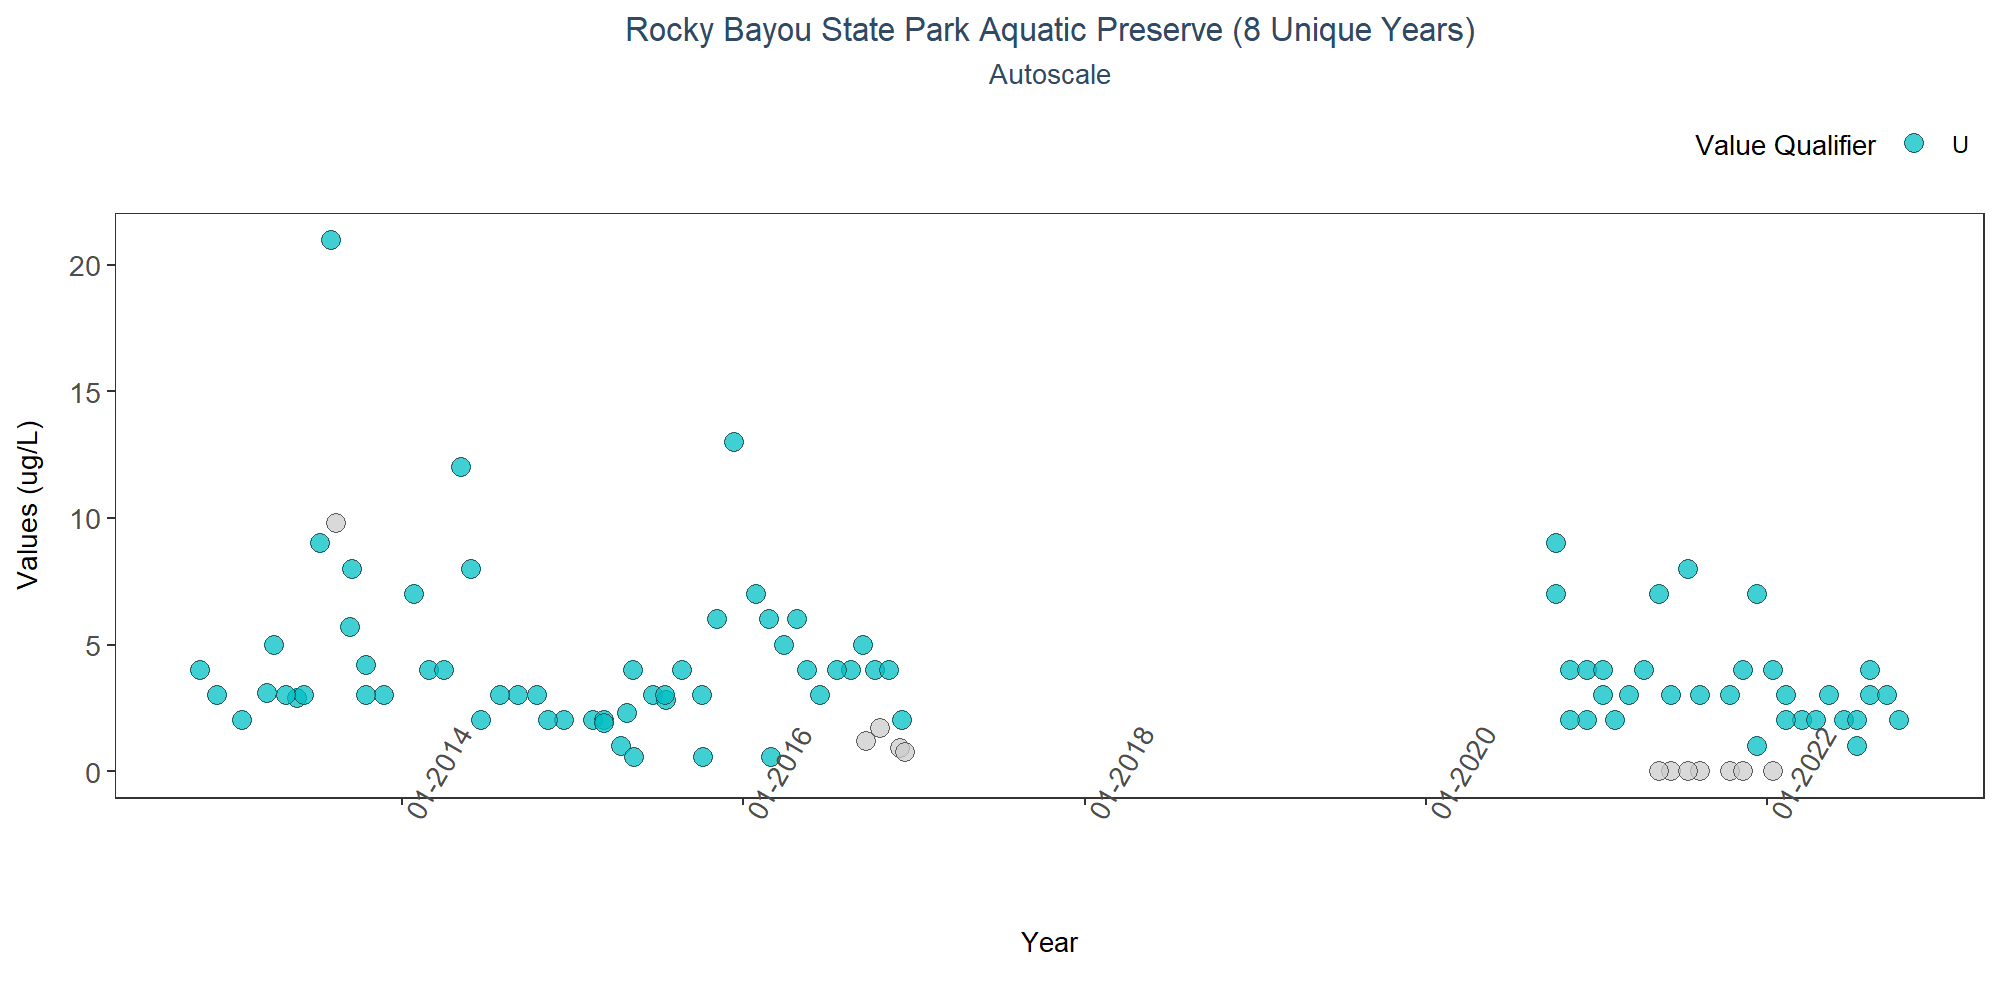 Rocky Bayou State Park Aquatic Preserve (8 Unique Years)
Autoscale
Value Qualifier U
20
15
10
5
0
Values (ug/L)
01-2014
01-2016
01-2018
01-2020
01-2022
Year